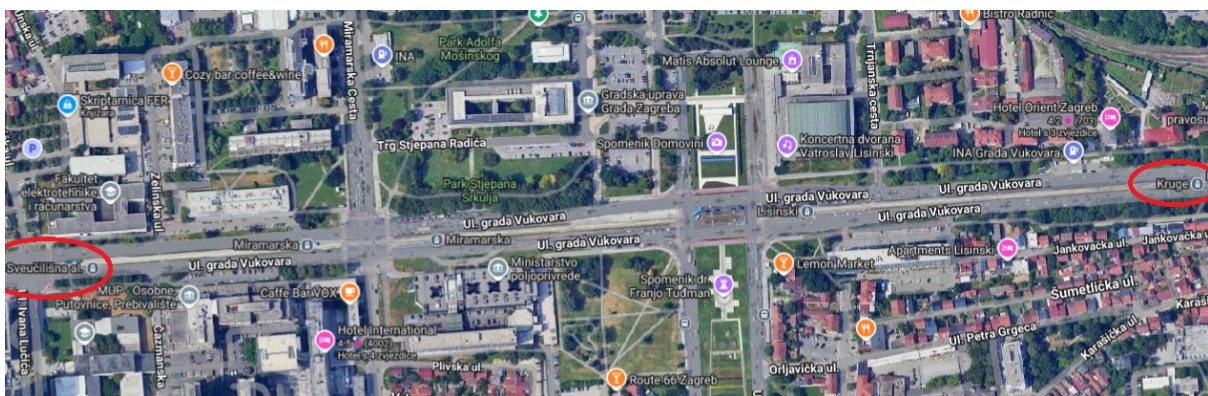 Unska ul.
Miramarska Cesta
Bistro Radnić
INA
Park Adolfa
Mošinskog
Matis Absolut Lounge
Trnjanska cesta
Cozy bar coffee&wine
Skriptarnica FER
Knjižara
Gradska uprava
Grada Zagreba
Hotel Orient Zagreb
4.2 ★ (703)
Hotel s 3 zvjezdice
pravosu
P
Trg Stjepana Radića
Spomenik Domovini
Koncertna dvorana
Vatroslav Lisinski
INA Grada Vukovara
Fakultet
elektrotehnike
i računarstva
Zelinska ul.
Park Stjepana
Špkulja
Ul. grada Vukovara
Kruge
Ul. grada Vukovara
Lisinski
Ul. grada Vukovara
Miramarska
Miramarska
Ul. grada Vukovara
Ul. grada Vukovara
Sveučilišna al.
Ministarstvo
poljoprivrede
Apartments Lisinski
Jankovačka ul.
Jankovačka
Lemon Market
MUP - Osobne,
Putovnice, Prebivalište
Caffe Bar VOX
Spomenik dr.
Franjo Tuđman
Šumetlička ul.
Ul. Ivana Lučića
Čazmanska
Hotel International
4.5 ★ (4002)
Hotel s 4 zvjezdice
Ul. Petra Grgeca
Karašička ul.
Plivska ul.
Route 66 Zagreb
Orljavička ul.